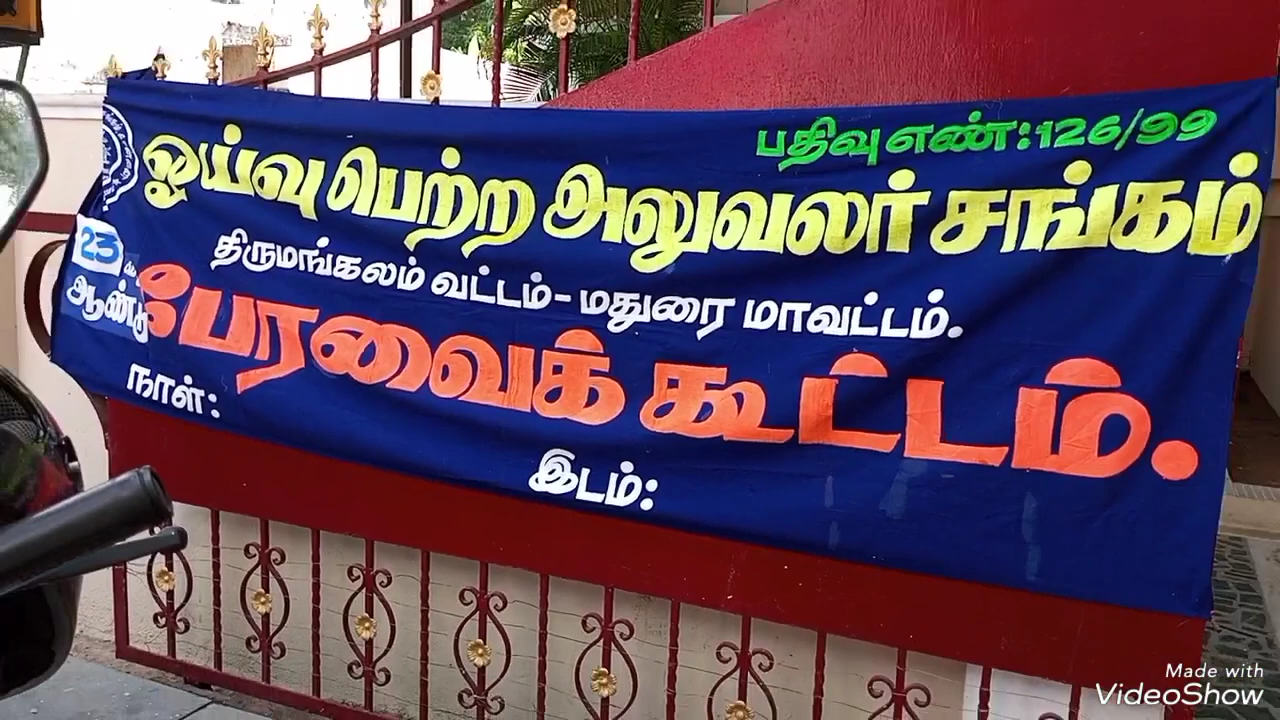 பதிவு எண்:126/99
ஓய்வு பெற்ற அலுவலர் சங்கம்
திருமங்கலம் வட்டம்- மதுரை மாவட்டம்.
23
ஆண்டு
பேரவைக் கூட்டம்.
நாள்:
இடம்:
Made with
VideoShow